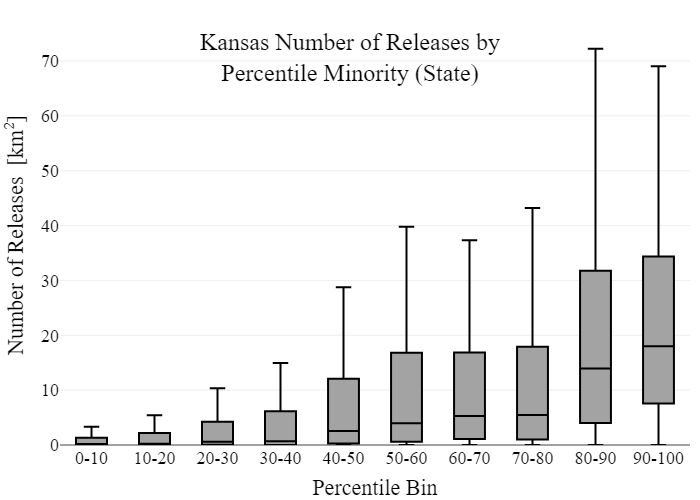 Kansas Number of Releases by
Percentile Minority (State)
Number of Releases [km²]
70
60
50
40
30
20
10
0
0-10 10-20 20-30 30-40 40-50 50-60 60-70 70-80 80-90 90-100
Percentile Bin